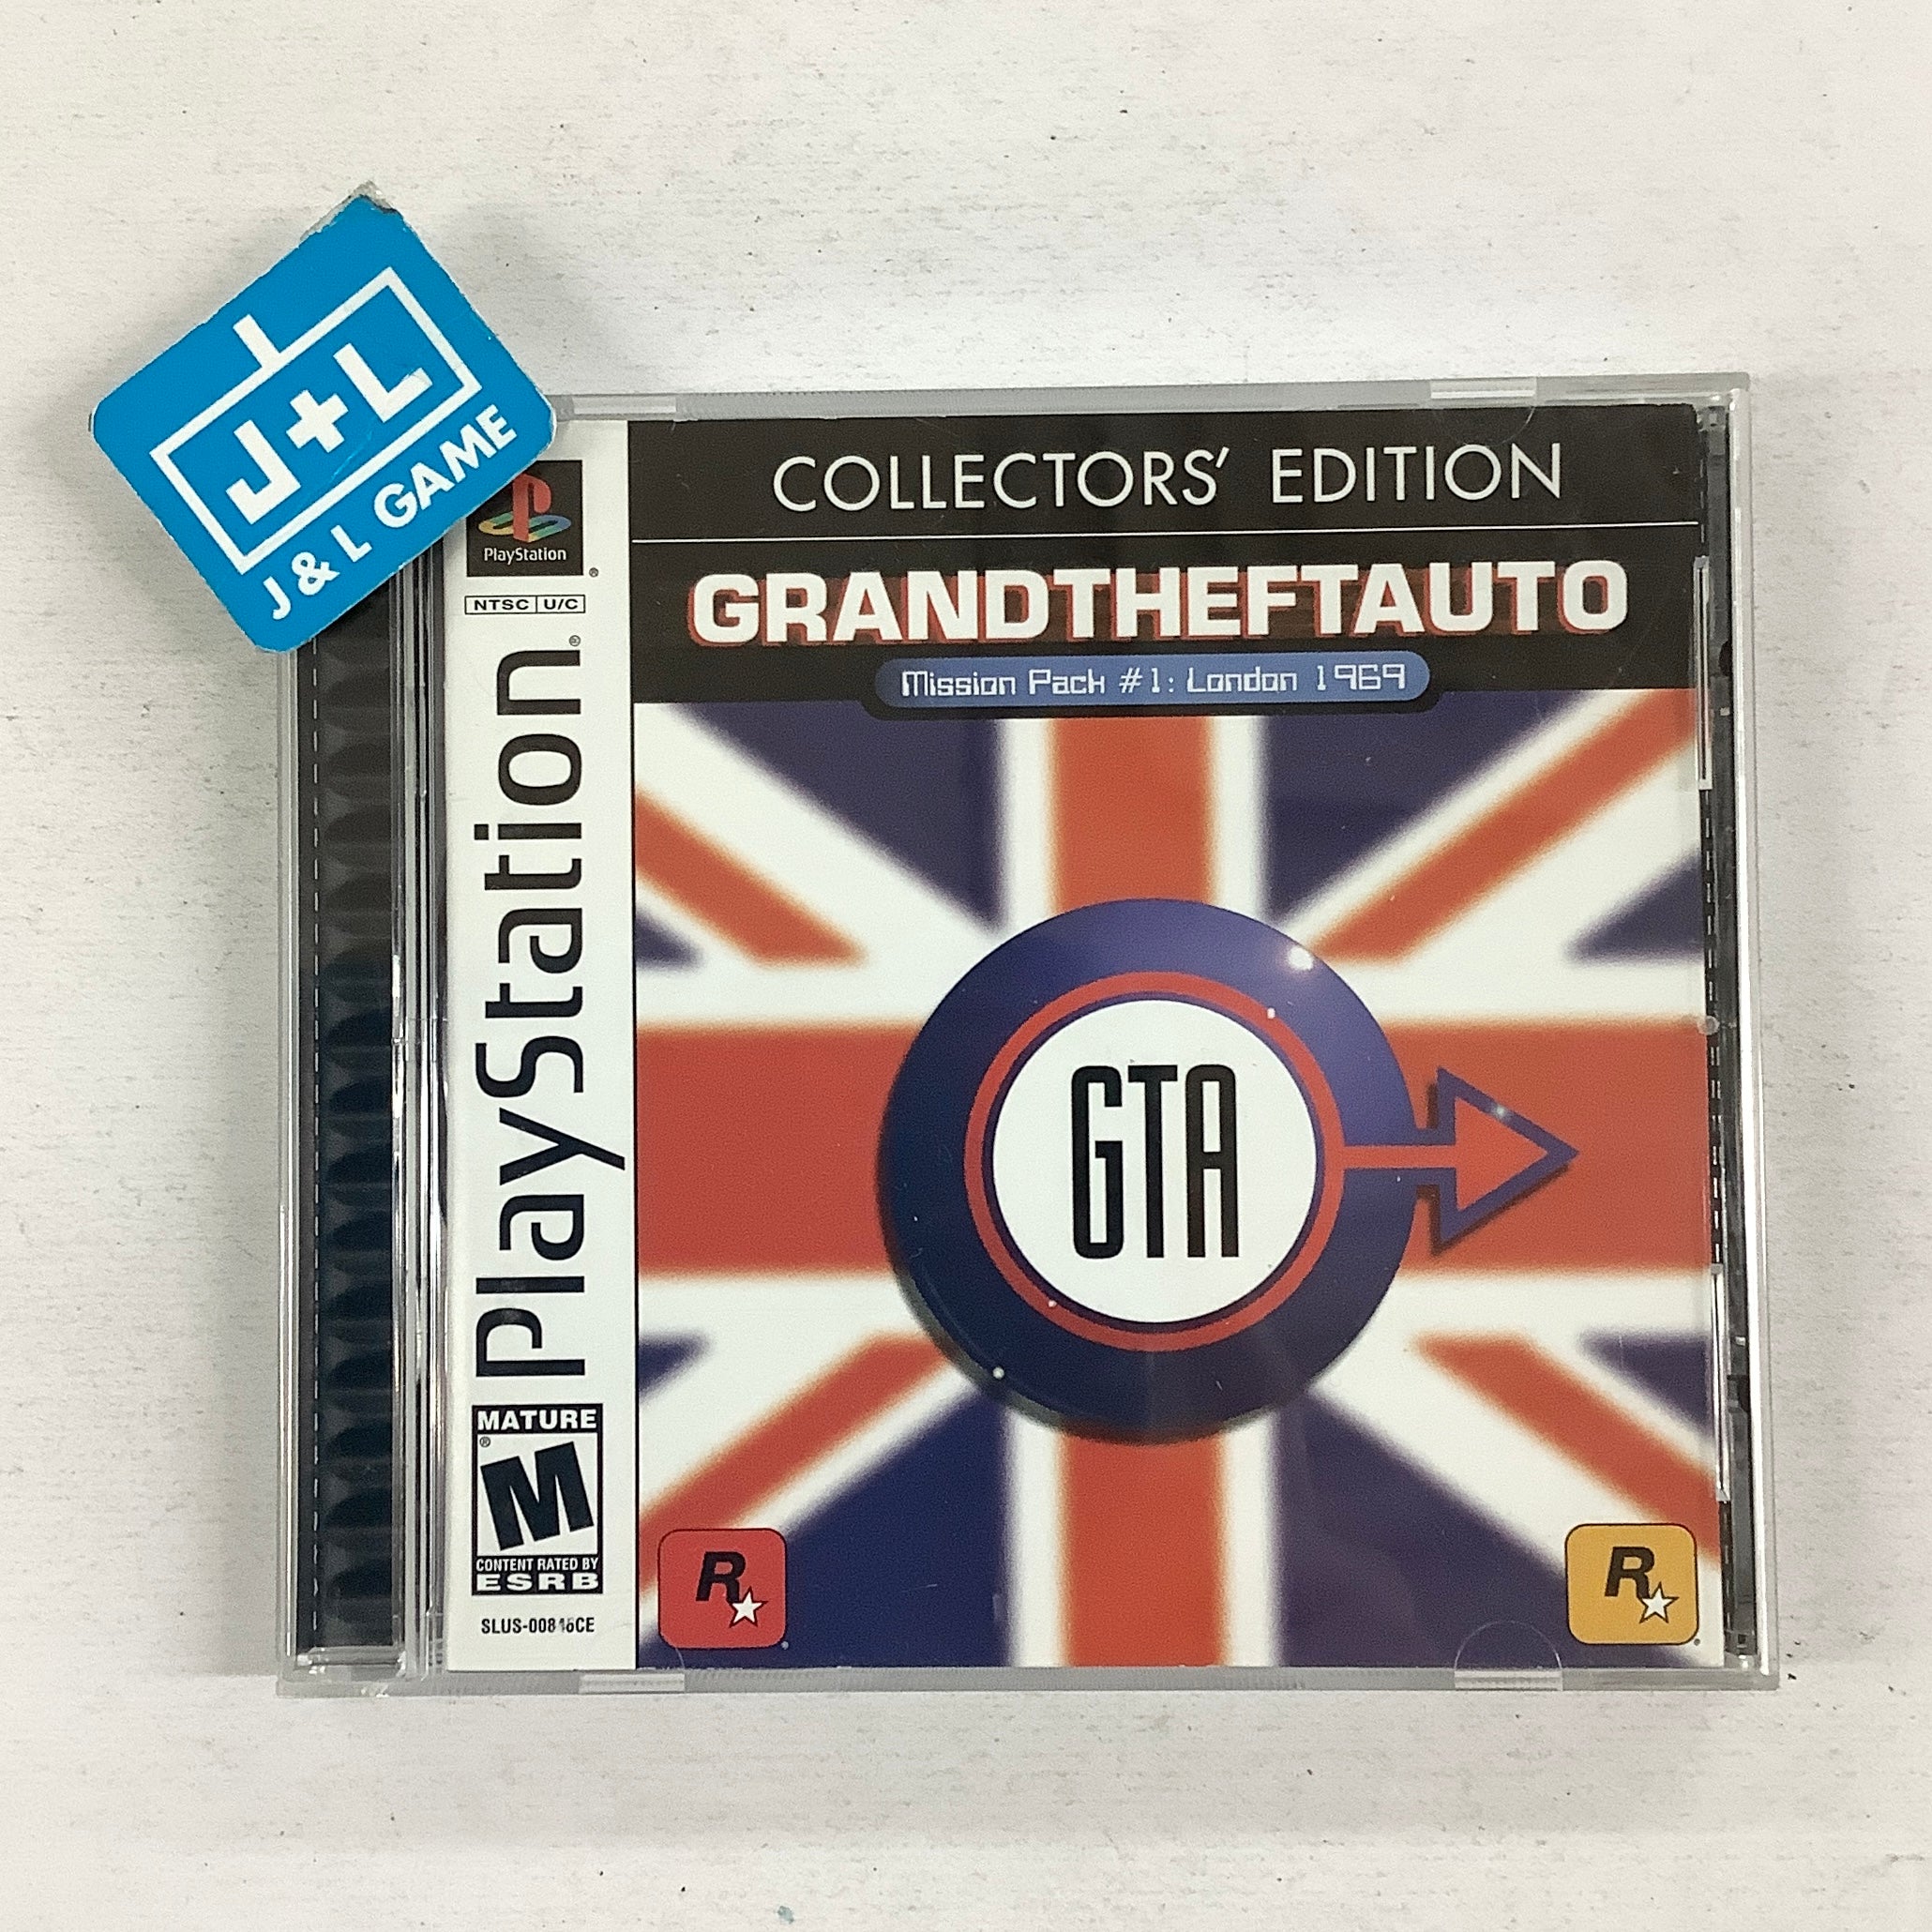 J+L
J & L GAME
PlayStation
NTSC U/C
PlayStation
COLLECTORS' EDITION
GRANDTHEFTAUTO
Mission Pack #1: London 1969
GTA
MATURE
M
CONTENT RATED BY
ESRB
R
R